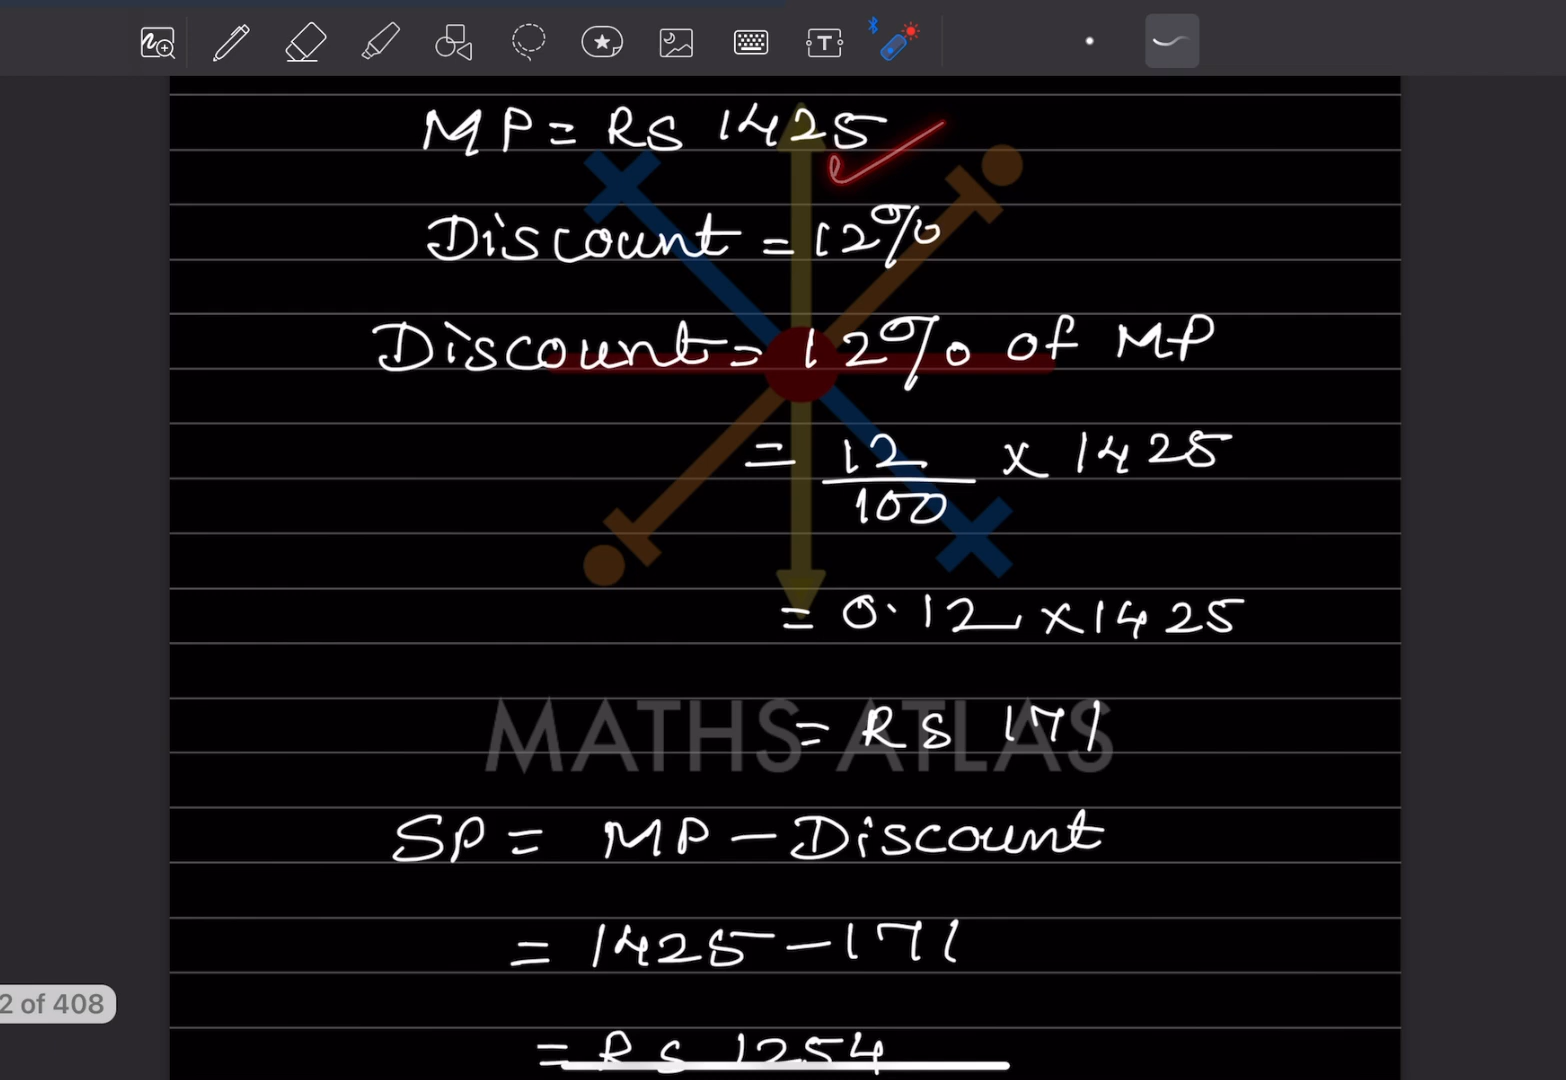 T
MP = RS 1425
Discount = 12%
Discount = 12% of MP
= 12/100 x 1425
= 0.12 x 1425
MATHS ATLAS
= RS 171
SP = MP - Discount
= 1425 - 171
2 of 408
= RS 1254